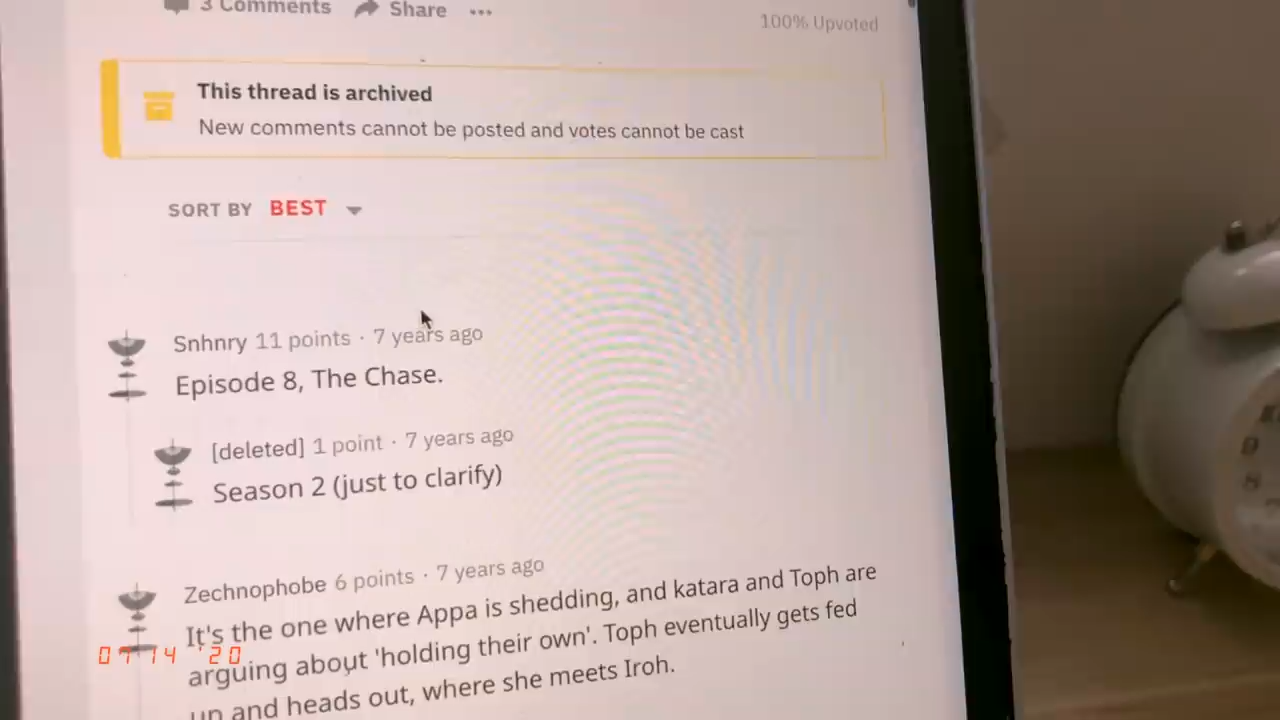 3 Comments Share
100% Upvoted
This thread is archived
New comments cannot be posted and votes cannot be cast
SORT BY BEST
Snhnry 11 points · 7 years ago
Episode 8, The Chase.
[deleted] 1 point · 7 years ago
Season 2 (just to clarify)
Zechnophobe 6 points · 7 years ago
It's the one where Appa is shedding, and katara and Toph are
arguing about 'holding their own'. Toph eventually gets fed
up and heads out, where she meets Iroh.
07 14 '20